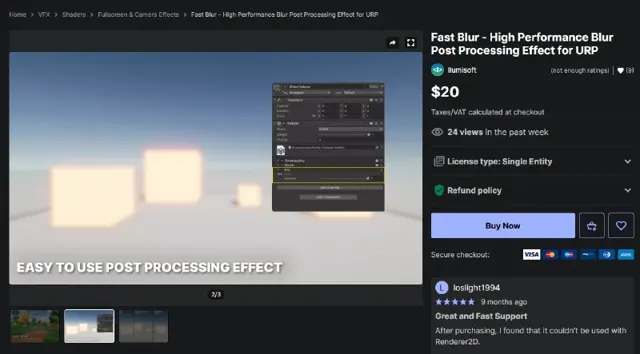 Home > VFX > Shaders > Fullscreen & Camera Effects > Fast Blur - High Performance Blur Post Processing Effect for URP
Fast Blur - High Performance Blur
Post Processing Effect for URP
Ilumisoft
(not enough ratings)
(9)
$20
Taxes/VAT calculated at checkout
24 views in the past week
License type: Single Entity
Refund policy
Buy Now
Secure checkout:
VISA
EASY TO USE POST PROCESSING EFFECT
2/3
L
loslight1994
9 months ago
Great and Fast Support
After purchasing, I found that it couldn't be used with
Renderer2D.